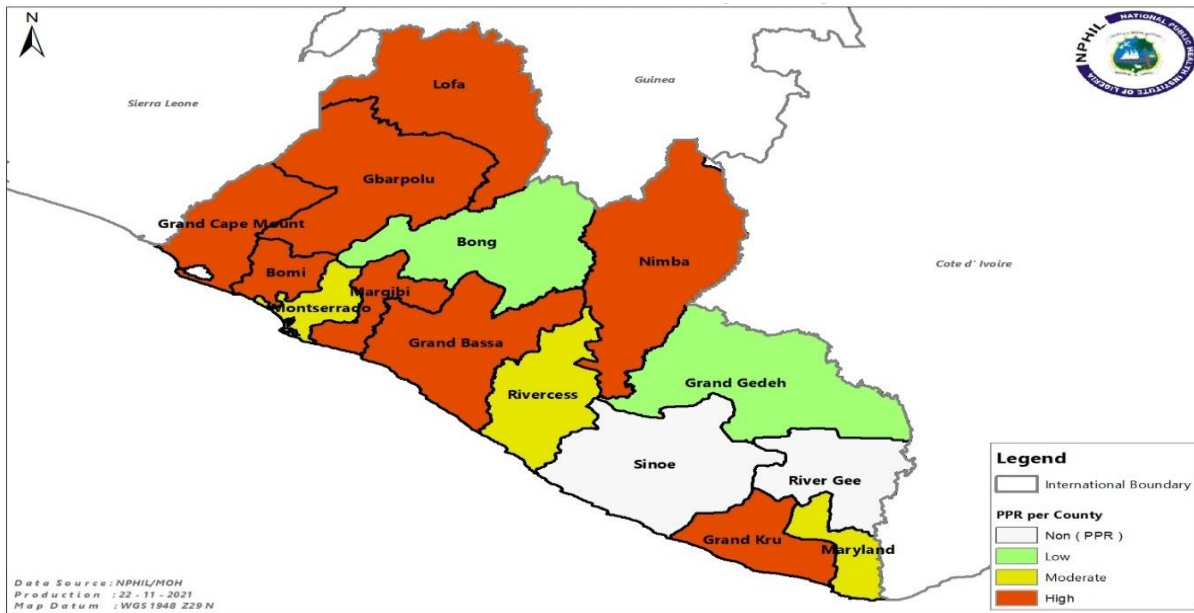 N
NPHIL
NATIONAL PUBLIC HEALTH
INSTITUTE OF LIBERIA
Sierra Leone
Guinea
Cote d' Ivoire
Lofa
Gbarpolu
Grand Cape Mount
Bong
Bomi
Nimba
Margibi
Montserrado
Grand Bassa
Rivercess
Grand Gedeh
Sinoe
River Gee
Grand Kru
Maryland
Legend
International Boundary
PPR per County
Non ( PPR )
Low
Moderate
High
Data Source : NPHIL/MOH
Production : 22 - 11 - 2021
Map Datum : WGS 1948 Z29 N